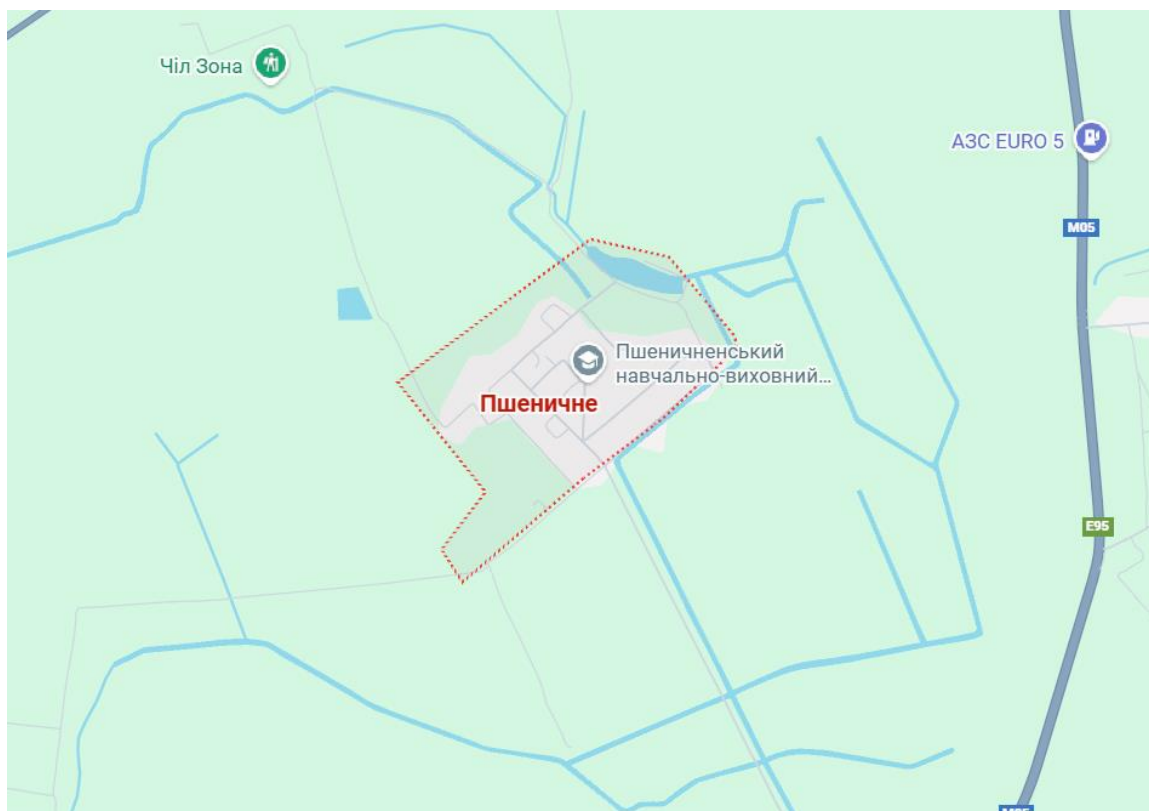 Чіл Зона
АЗС EURO 5
M05
Пшеничненський
навчально-виховний...
Пшеничне
E95